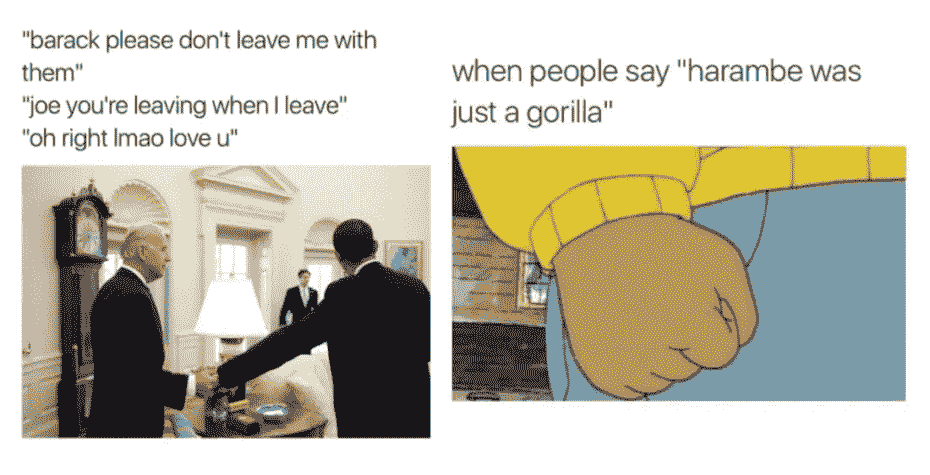 "barack please don't leave me with
them"
"joe you're leaving when I leave"
"oh right lmao love u"
when people say "harambe was
just a gorilla"